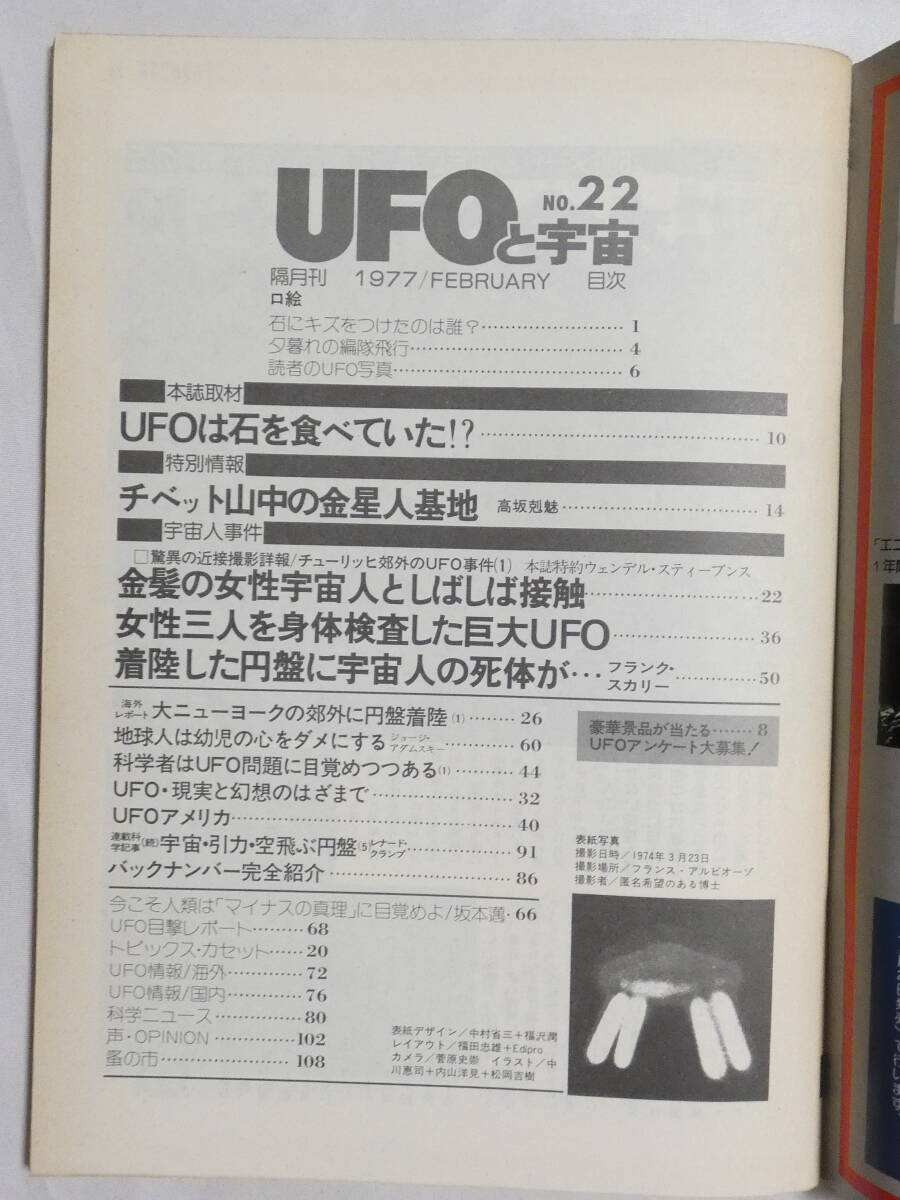 UFOと宇宙 NO.22
隔月刊 1977/FEBRUARY 目次
口絵
石にキズをつけたのは誰?……1
夕暮れの編隊飛行……4
読者のUFO写真……6
本誌取材
UFOは石を食べていた!?……10
特別情報
チベット山中の金星人基地 高坂剋魅……14
宇宙人事件
□驚異の近接撮影詳報/チューリッヒ郊外のUFO事件(1) 本誌特約ウェンデル・スティーブンス
金髪の女性宇宙人としばしば接触……22
女性三人を身体検査した巨大UFO……36
着陸した円盤に宇宙人の死体が… フランク・スカリー……50
海外レポート 大ニューヨークの郊外に円盤着陸(1)……26
地球人は幼児の心をダメにする ジョージ・アダムスキー……60
科学者はUFO問題に目覚めつつある(1)……44
UFO・現実と幻想のはざまで……32
UFOアメリカ……40
連載科学記事 (続)宇宙・引力・空飛ぶ円盤(5) レナード・クランプ……91
バックナンバー完全紹介……86
豪華景品が当たる……8
UFOアンケート大募集!
今こそ人類は「マイナスの真理」に目覚めよ/坂本邁・66
UFO目撃レポート……68
トピックス・カセット……20
UFO情報/海外……72
UFO情報/国内……76
科学ニュース……80
声・OPINION……102
蚤の市……108
表紙デザイン/中村省三+福沢潤
レイアウト/福田忠雄+Edipro
カメラ/菅原史崇 イラスト/中
川恵司+内山洋見+松岡吉樹
表紙写真
撮影日時/1974年3月23日
撮影場所/フランス・アルビオーゾ
撮影者/匿名希望のある博士
「エコ
1年間